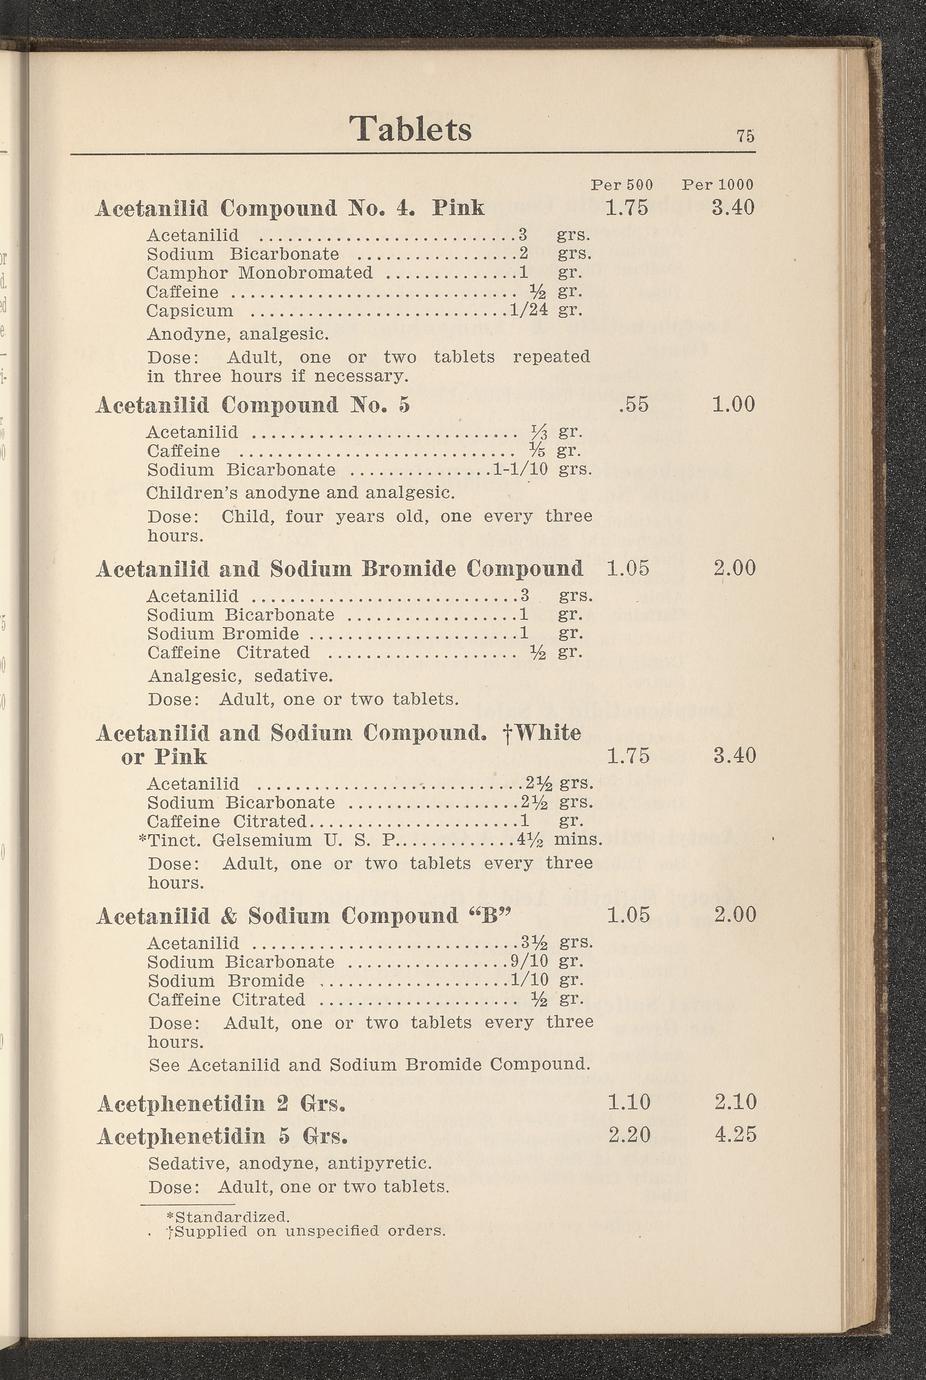 Tablets
75
Per 500 Per 1000
Acetanilid Compound No. 4. Pink 1.75 3.40
Acetanilid ...........................3 grs.
Sodium Bicarbonate .................2 grs.
Camphor Monobromated ..............1 gr.
Caffeine .............................. ½ gr.
Capsicum ...........................1/24 gr.
Anodyne, analgesic.
Dose: Adult, one or two tablets repeated
in three hours if necessary.
Acetanilid Compound No. 5 .55 1.00
Acetanilid ............................ ⅓ gr.
Caffeine ............................. ⅕ gr.
Sodium Bicarbonate ...............1-1/10 grs.
Children's anodyne and analgesic.
Dose: Child, four years old, one every three
hours.
Acetanilid and Sodium Bromide Compound 1.05 2.00
Acetanilid ............................3 grs.
Sodium Bicarbonate ..................1 gr.
Sodium Bromide ......................1 gr.
Caffeine Citrated .................... ½ gr.
Analgesic, sedative.
Dose: Adult, one or two tablets.
Acetanilid and Sodium Compound. †White
or Pink 1.75 3.40
Acetanilid ............................2½ grs.
Sodium Bicarbonate ..................2½ grs.
Caffeine Citrated......................1 gr.
*Tinct. Gelsemium U. S. P.............4½ mins.
Dose: Adult, one or two tablets every three
hours.
Acetanilid & Sodium Compound “B” 1.05 2.00
Acetanilid ............................3½ grs.
Sodium Bicarbonate .................9/10 gr.
Sodium Bromide ....................1/10 gr.
Caffeine Citrated ..................... ½ gr.
Dose: Adult, one or two tablets every three
hours.
See Acetanilid and Sodium Bromide Compound.
Acetphenetidin 2 Grs. 1.10 2.10
Acetphenetidin 5 Grs. 2.20 4.25
Sedative, anodyne, antipyretic.
Dose: Adult, one or two tablets.
*Standardized.
†Supplied on unspecified orders.